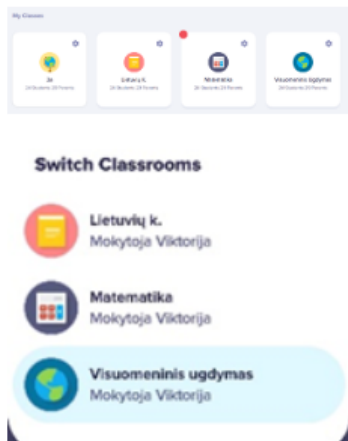 My Classes
Lietuvių k.
Matematika
Visuomeninis ugdymas
Switch Classrooms
Lietuvių k.
Mokytoja Viktorija
Matematika
Mokytoja Viktorija
Visuomeninis ugdymas
Mokytoja Viktorija